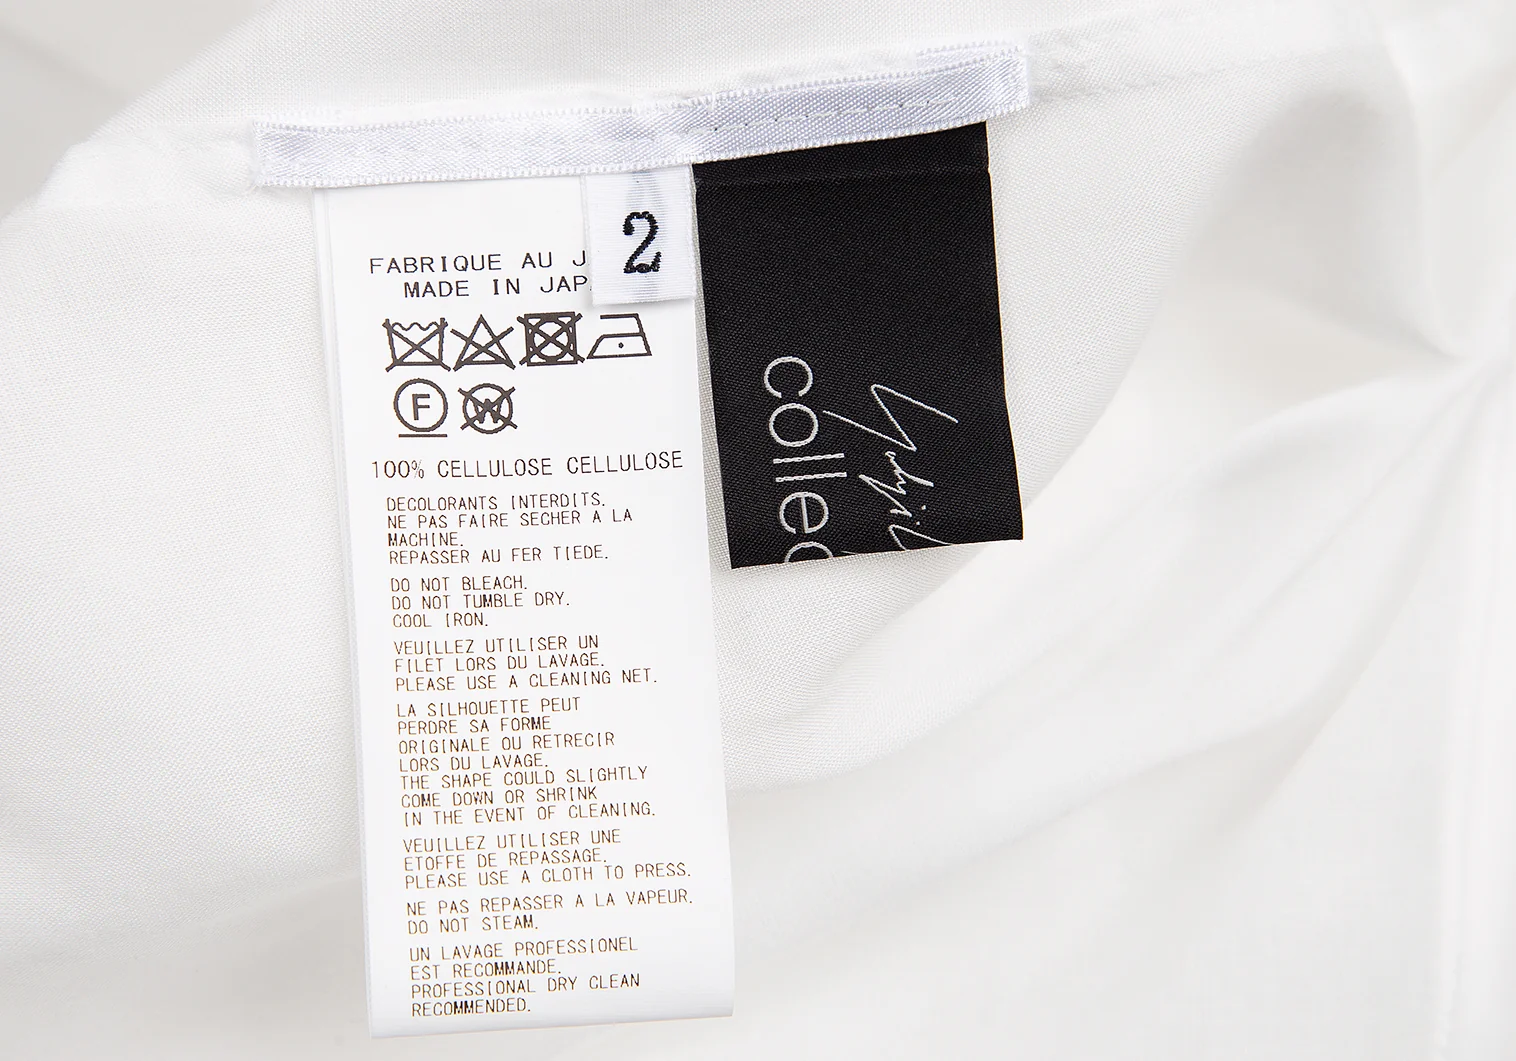 FABRIQUE AU J
MADE IN JAP
2
F
W
100% CELLULOSE CELLULOSE
DECOLORANTS INTERDITS.
NE PAS FAIRE SECHER A LA
MACHINE.
REPASSER AU FER TIEDE.
DO NOT BLEACH.
DO NOT TUMBLE DRY.
COOL IRON.
VEUILLEZ UTILISER UN
FILET LORS DU LAVAGE.
PLEASE USE A CLEANING NET.
LA SILHOUETTE PEUT
PERDRE SA FORME
ORIGINALE OU RETRECIR
LORS DU LAVAGE.
THE SHAPE COULD SLIGHTLY
COME DOWN OR SHRINK
IN THE EVENT OF CLEANING.
VEUILLEZ UTILISER UNE
ETOFFE DE REPASSAGE.
PLEASE USE A CLOTH TO PRESS.
NE PAS REPASSER A LA VAPEUR.
DO NOT STEAM.
UN LAVAGE PROFESSIONEL
EST RECOMMANDE.
PROFESSIONAL DRY CLEAN
RECOMMENDED.
collec